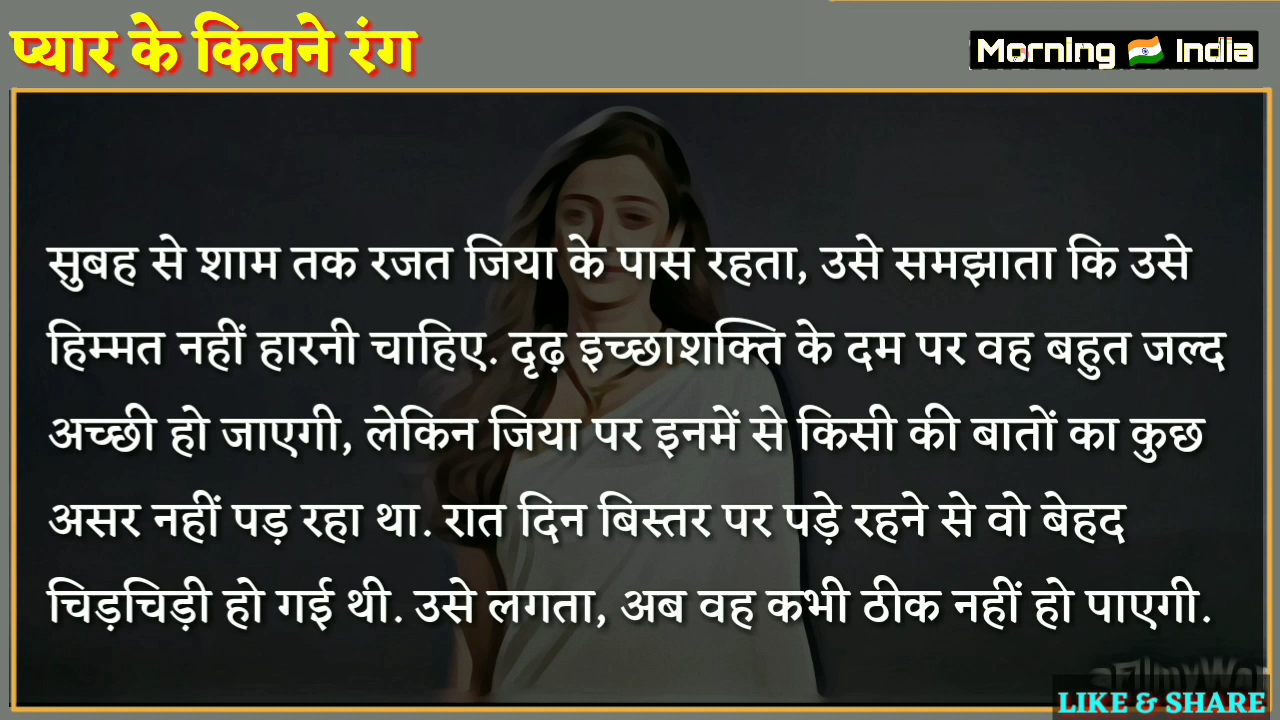 प्यार के कितने रंग
Morning India
सुबह से शाम तक रजत जिया के पास रहता, उसे समझाता कि उसे
हिम्मत नहीं हारनी चाहिए. दृढ़ इच्छाशक्ति के दम पर वह बहुत जल्द
अच्छी हो जाएगी, लेकिन जिया पर इनमें से किसी की बातों का कुछ
असर नहीं पड़ रहा था. रात दिन बिस्तर पर पड़े रहने से वो बेहद
चिड़चिड़ी हो गई थी. उसे लगता, अब वह कभी ठीक नहीं हो पाएगी.
LIKE & SHARE